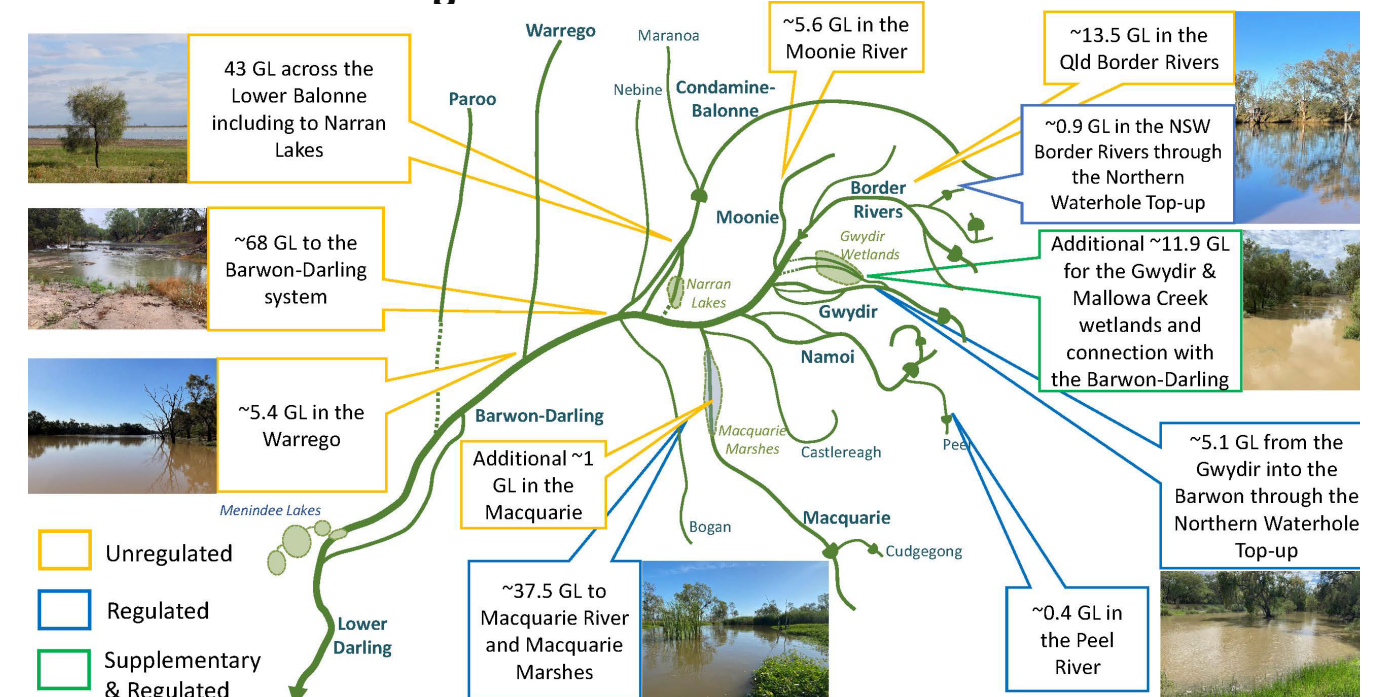 Warrego
Maranoa
~5.6 GL in the
Moonie River
~13.5 GL in the
Qld Border Rivers
43 GL across the
Lower Balonne
including to Narran
Lakes
Paroo
Nebine
Condamine-
Balonne
~0.9 GL in the NSW
Border Rivers through
the Northern
Waterhole Top-up
Border
Rivers
Moonie
~68 GL to the
Barwon-Darling
system
Gwydir
Wetlands
Additional ~11.9 GL
for the Gwydir &
Mallowa Creek
wetlands and
connection with
the Barwon-Darling
Narran
Lakes
Gwydir
Namoi
~5.4 GL in the
Warrego
Barwon-Darling
Macquarie
Marshes
Castlereagh
Peel
~5.1 GL from the
Gwydir into the
Barwon through the
Northern Waterhole
Top-up
Additional ~1
GL in the
Macquarie
Menindee Lakes
Bogan
Macquarie
Cudgegong
Unregulated
Regulated
Supplementary
& Regulated
Lower
Darling
~37.5 GL to
Macquarie River
and Macquarie
Marshes
~0.4 GL in
the Peel
River